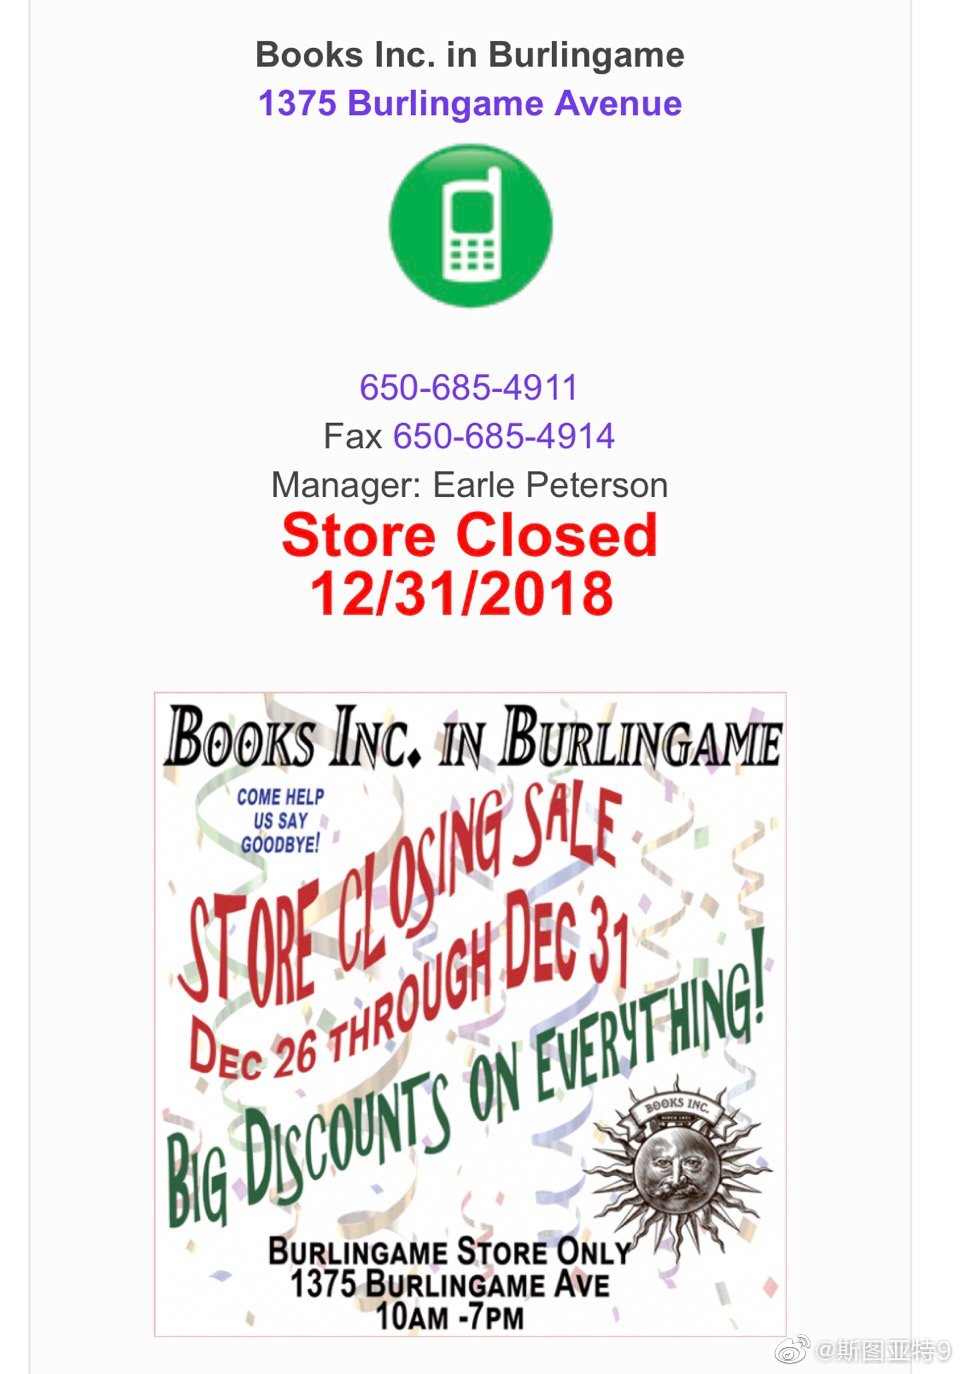 Books Inc. in Burlingame
1375 Burlingame Avenue
650-685-4911
Fax 650-685-4914
Manager: Earle Peterson
Store Closed
12/31/2018
BOOKS INC. IN BURLINGAME
COME HELP
US SAY
GOODBYE!
STORE CLOSING SALE
DEC 26 THROUGH DEC 31
BIG DISCOUNTS ON EVERYTHING!
BOOKS INC.
SINCE 1851
BURLINGAME STORE ONLY
1375 BURLINGAME AVE
10AM -7PM
@斯图亚特9